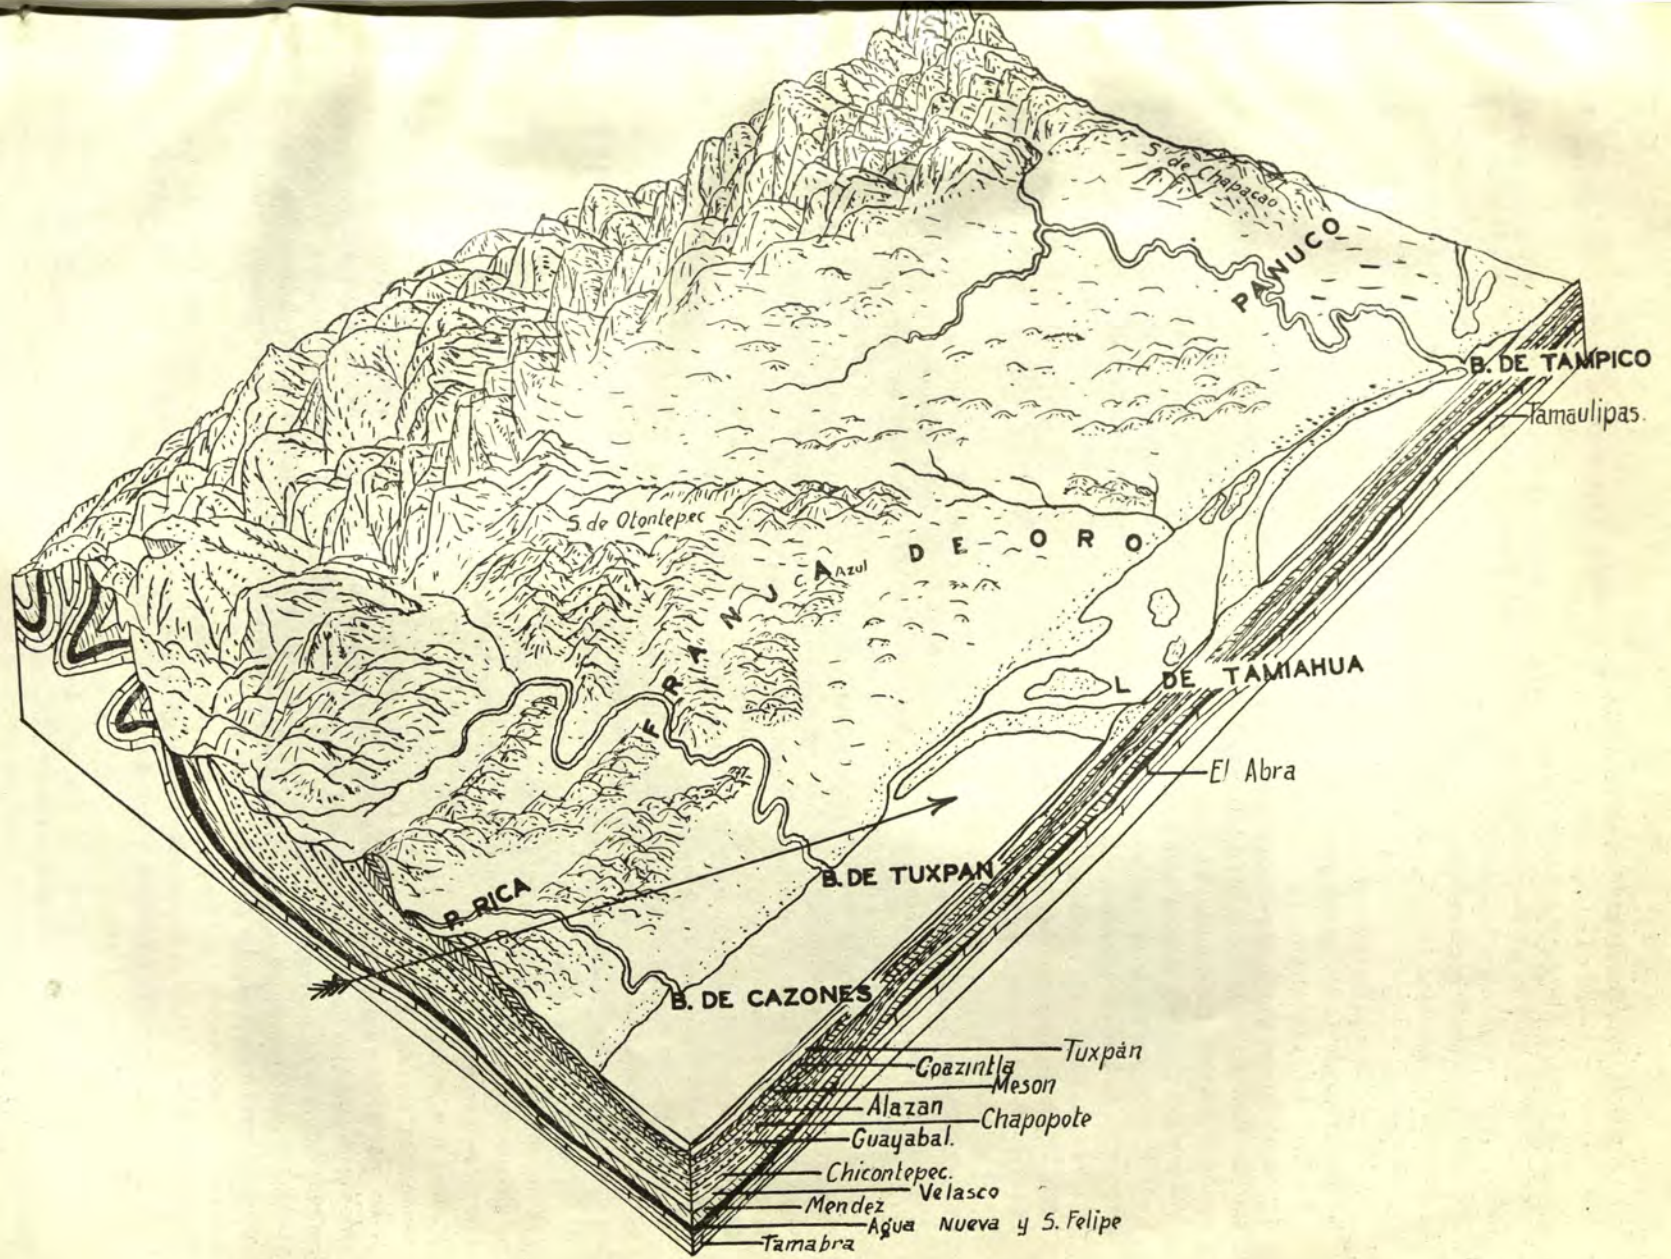 S. de Chapacao
PANUCO
B. DE TAMPICO
Tamaulipas.
S. de Otontepec
FRANJA DE ORO
C. Azul
L DE TAMIAHUA
El Abra
B. DE TUXPAN
P. RICA
B. DE CAZONES
Tuxpán
Coazintla
Meson
Alazan
Chapopote
Guayabal.
Chicontepec.
Velasco
Mendez
Agua Nueva y S. Felipe
Tamabra